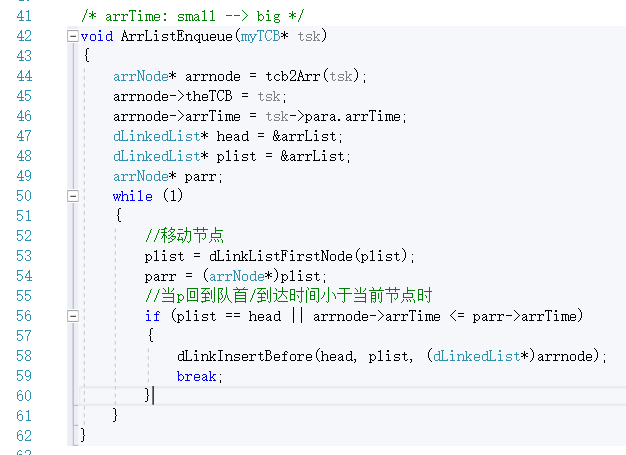 41 /* arrTime: small --> big */
42 void ArrListEnqueue(myTCB* tsk)
43 {
44 arrNode* arrnode = tcb2Arr(tsk);
45 arrnode->theTCB = tsk;
46 arrnode->arrTime = tsk->para.arrTime;
47 dLinkedList* head = &arrList;
48 dLinkedList* plist = &arrList;
49 arrNode* parr;
50 while (1)
51 {
52 //移动节点
53 plist = dLinkListFirstNode(plist);
54 parr = (arrNode*)plist;
55 //当p回到队首/到达时间小于当前节点时
56 if (plist == head || arrnode->arrTime <= parr->arrTime)
57 {
58 dLinkInsertBefore(head, plist, (dLinkedList*)arrnode);
59 break;
60 }
61 }
62 }